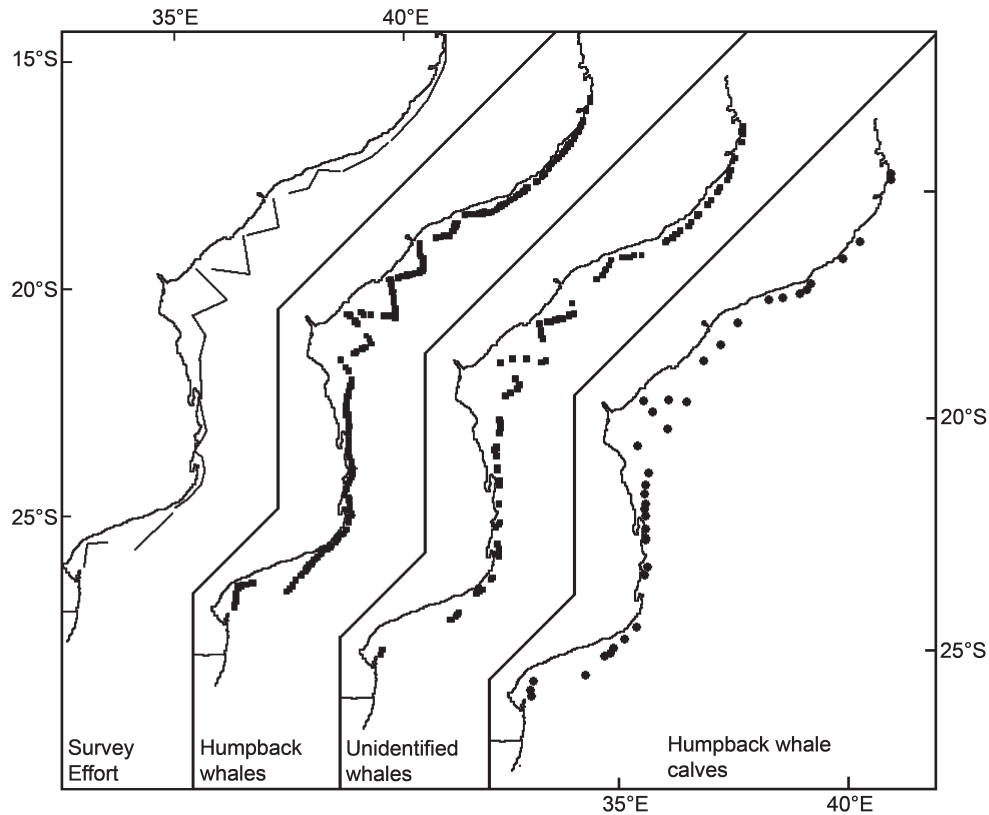 35°E 40°E
15°S
20°S
20°S
25°S
25°S
Survey
Effort
Humpback
whales
Unidentified
whales
Humpback whale
calves
35°E 40°E